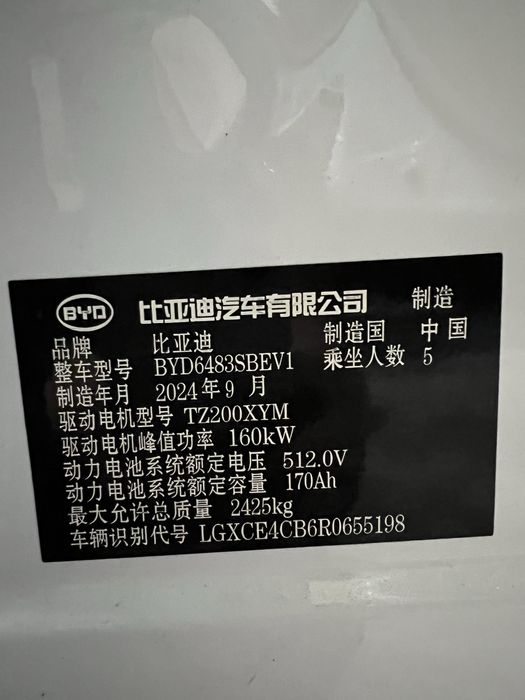 BYD 比亚迪汽车有限公司 制造
品牌 比亚迪 制造国 中国
整车型号 BYD6483SBEV1 乘坐人数 5
制造年月 2024年9月
驱动电机型号 TZ200XYM
驱动电机峰值功率 160kW
动力电池系统额定电压 512.0V
动力电池系统额定容量 170Ah
最大允许总质量 2425kg
车辆识别代号 LGXCE4CB6R0655198